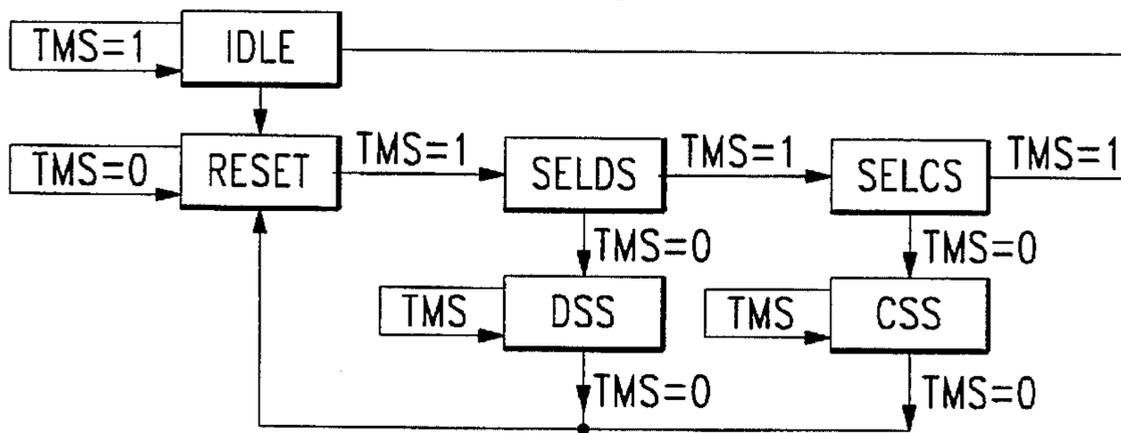 TMS=1 IDLE
TMS=0 RESET TMS=1 SELDS TMS=1 SELCS TMS=1
TMS=0 TMS=0
TMS DSS TMS CSS
TMS=0 TMS=0